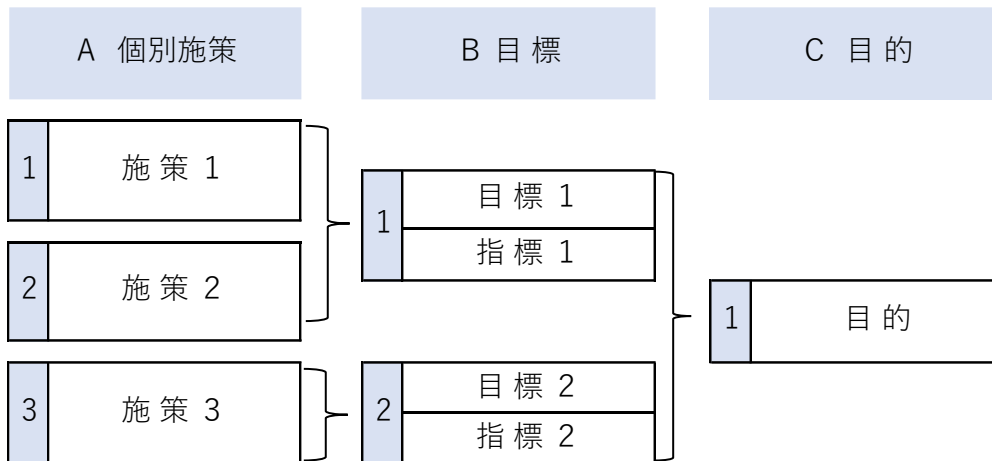 A 個別施策
B 目標
C 目的
1 施策 1
2 施策 2
3 施策 3
1 目標 1
指標 1
2 目標 2
指標 2
1 目的